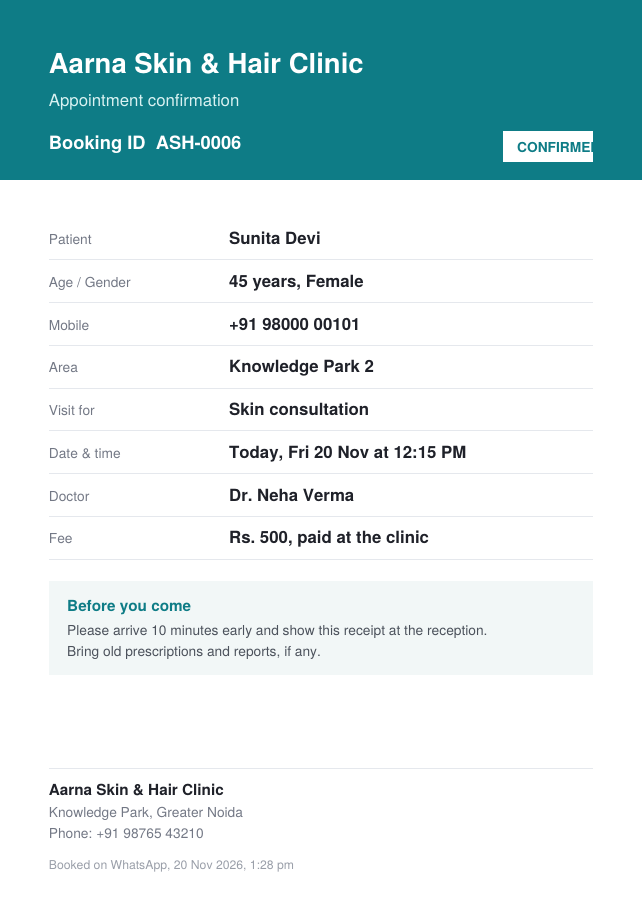 Aarna Skin & Hair Clinic
Appointment confirmation
Booking ID ASH-0006
CONFIRMED
Patient Sunita Devi
Age / Gender 45 years, Female
Mobile +91 98000 00101
Area Knowledge Park 2
Visit for Skin consultation
Date & time Today, Fri 20 Nov at 12:15 PM
Doctor Dr. Neha Verma
Fee Rs. 500, paid at the clinic
Before you come
Please arrive 10 minutes early and show this receipt at the reception.
Bring old prescriptions and reports, if any.
Aarna Skin & Hair Clinic
Knowledge Park, Greater Noida
Phone: +91 98765 43210
Booked on WhatsApp, 20 Nov 2026, 1:28 pm